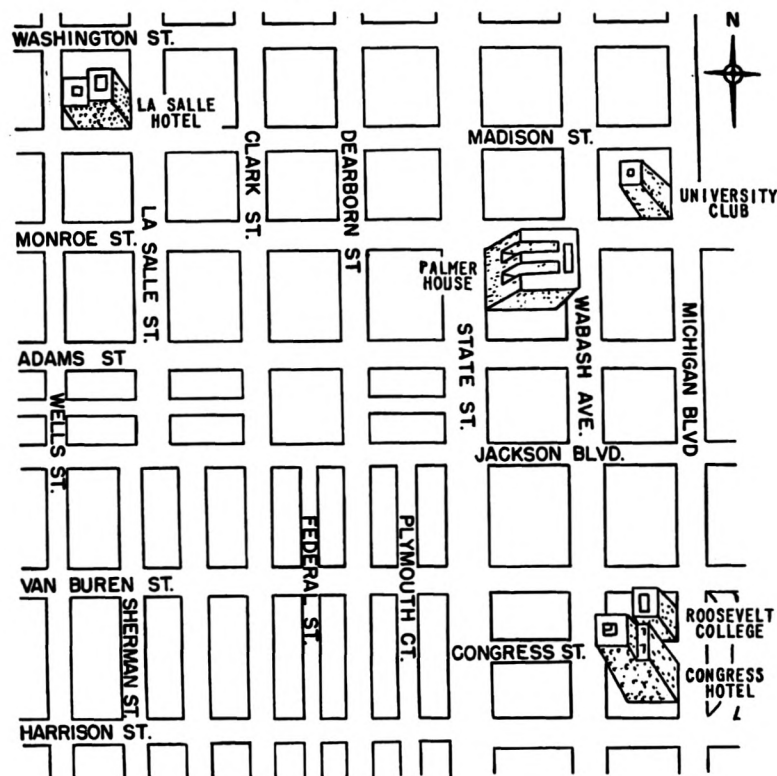 N
WASHINGTON ST.
LA SALLE
HOTEL
MADISON ST.
CLARK ST.
DEARBORN ST
UNIVERSITY
CLUB
LA SALLE ST.
MONROE ST.
PALMER
HOUSE
STATE ST.
WABASH AVE.
MICHIGAN BLVD
ADAMS ST
WELLS ST.
JACKSON BLVD.
FEDERAL ST.
PLYMOUTH CT.
VAN BUREN ST.
SHERMAN ST.
CONGRESS ST.
ROOSEVELT
COLLEGE
CONGRESS
HOTEL
HARRISON ST.